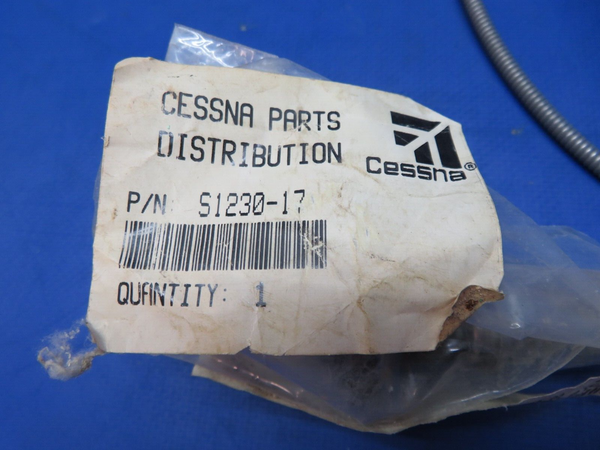 CESSNA PARTS
DISTRIBUTION
Cessna®
P/N: S1230-17
QUANTITY: 1